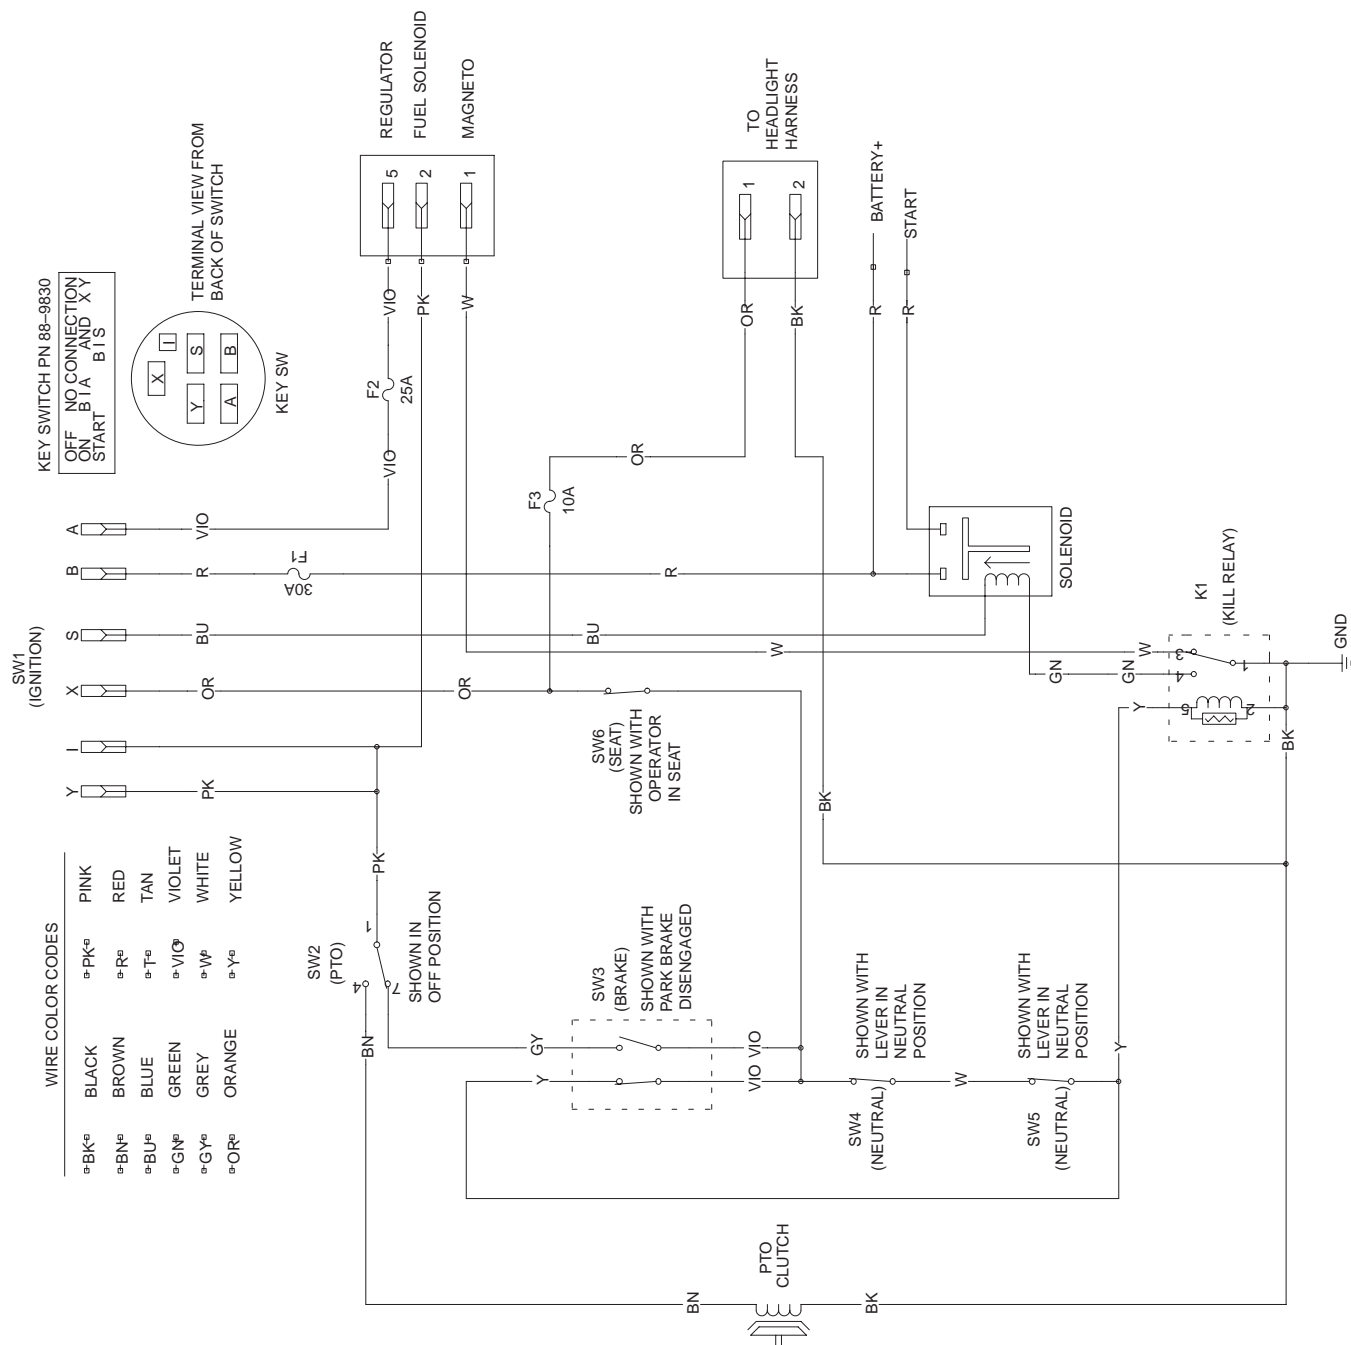 KEY SWITCH PN 88–9830
OFF NO CONNECTION
ON B I A AND X Y
START B I S
TERMINAL VIEW FROM
BACK OF SWITCH
X
I
Y
S
A
B
KEY SW
REGULATOR
FUEL SOLENOID
MAGNETO
5
2
1
VIO
PK
W
F2
25A
VIO
TO
HEADLIGHT
HARNESS
1
2
OR
BK
BATTERY+
START
R
R
OR
F3
10A
SW1
(IGNITION)
A
B
S
X
I
Y
VIO
R
BU
OR
PK
F1
30A
R
BU
OR
W
SOLENOID
K1
(KILL RELAY)
GND
W
3
1
GN
GN
4
Y
5
2
BK
SW6
(SEAT)
SHOWN WITH
OPERATOR
IN SEAT
BK
PK
1
SW2
(PTO)
4
7
SHOWN IN
OFF POSITION
BN
GY
Y
SW3
(BRAKE)
SHOWN WITH
PARK BRAKE
DISENGAGED
VIO
VIO
SHOWN WITH
LEVER IN
NEUTRAL
POSITION
SW4
(NEUTRAL)
W
SHOWN WITH
LEVER IN
NEUTRAL
POSITION
SW5
(NEUTRAL)
Y
BN
PTO
CLUTCH
BK
WIRE COLOR CODES
BK BLACK PK PINK
BN BROWN R RED
BU BLUE T TAN
GN GREEN VIO VIOLET
GY GREY W WHITE
OR ORANGE Y YELLOW